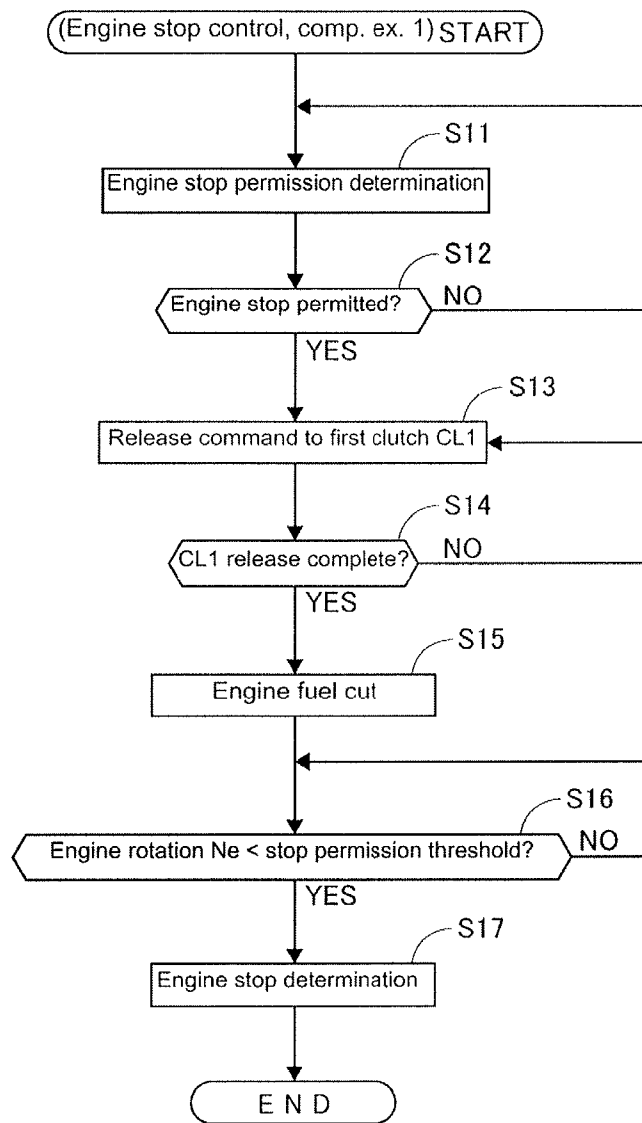 (Engine stop control, comp. ex. 1) START
S11
Engine stop permission determination
S12
Engine stop permitted?
NO
YES
S13
Release command to first clutch CL1
S14
CL1 release complete?
NO
YES
S15
Engine fuel cut
S16
Engine rotation Ne < stop permission threshold?
NO
YES
S17
Engine stop determination
END